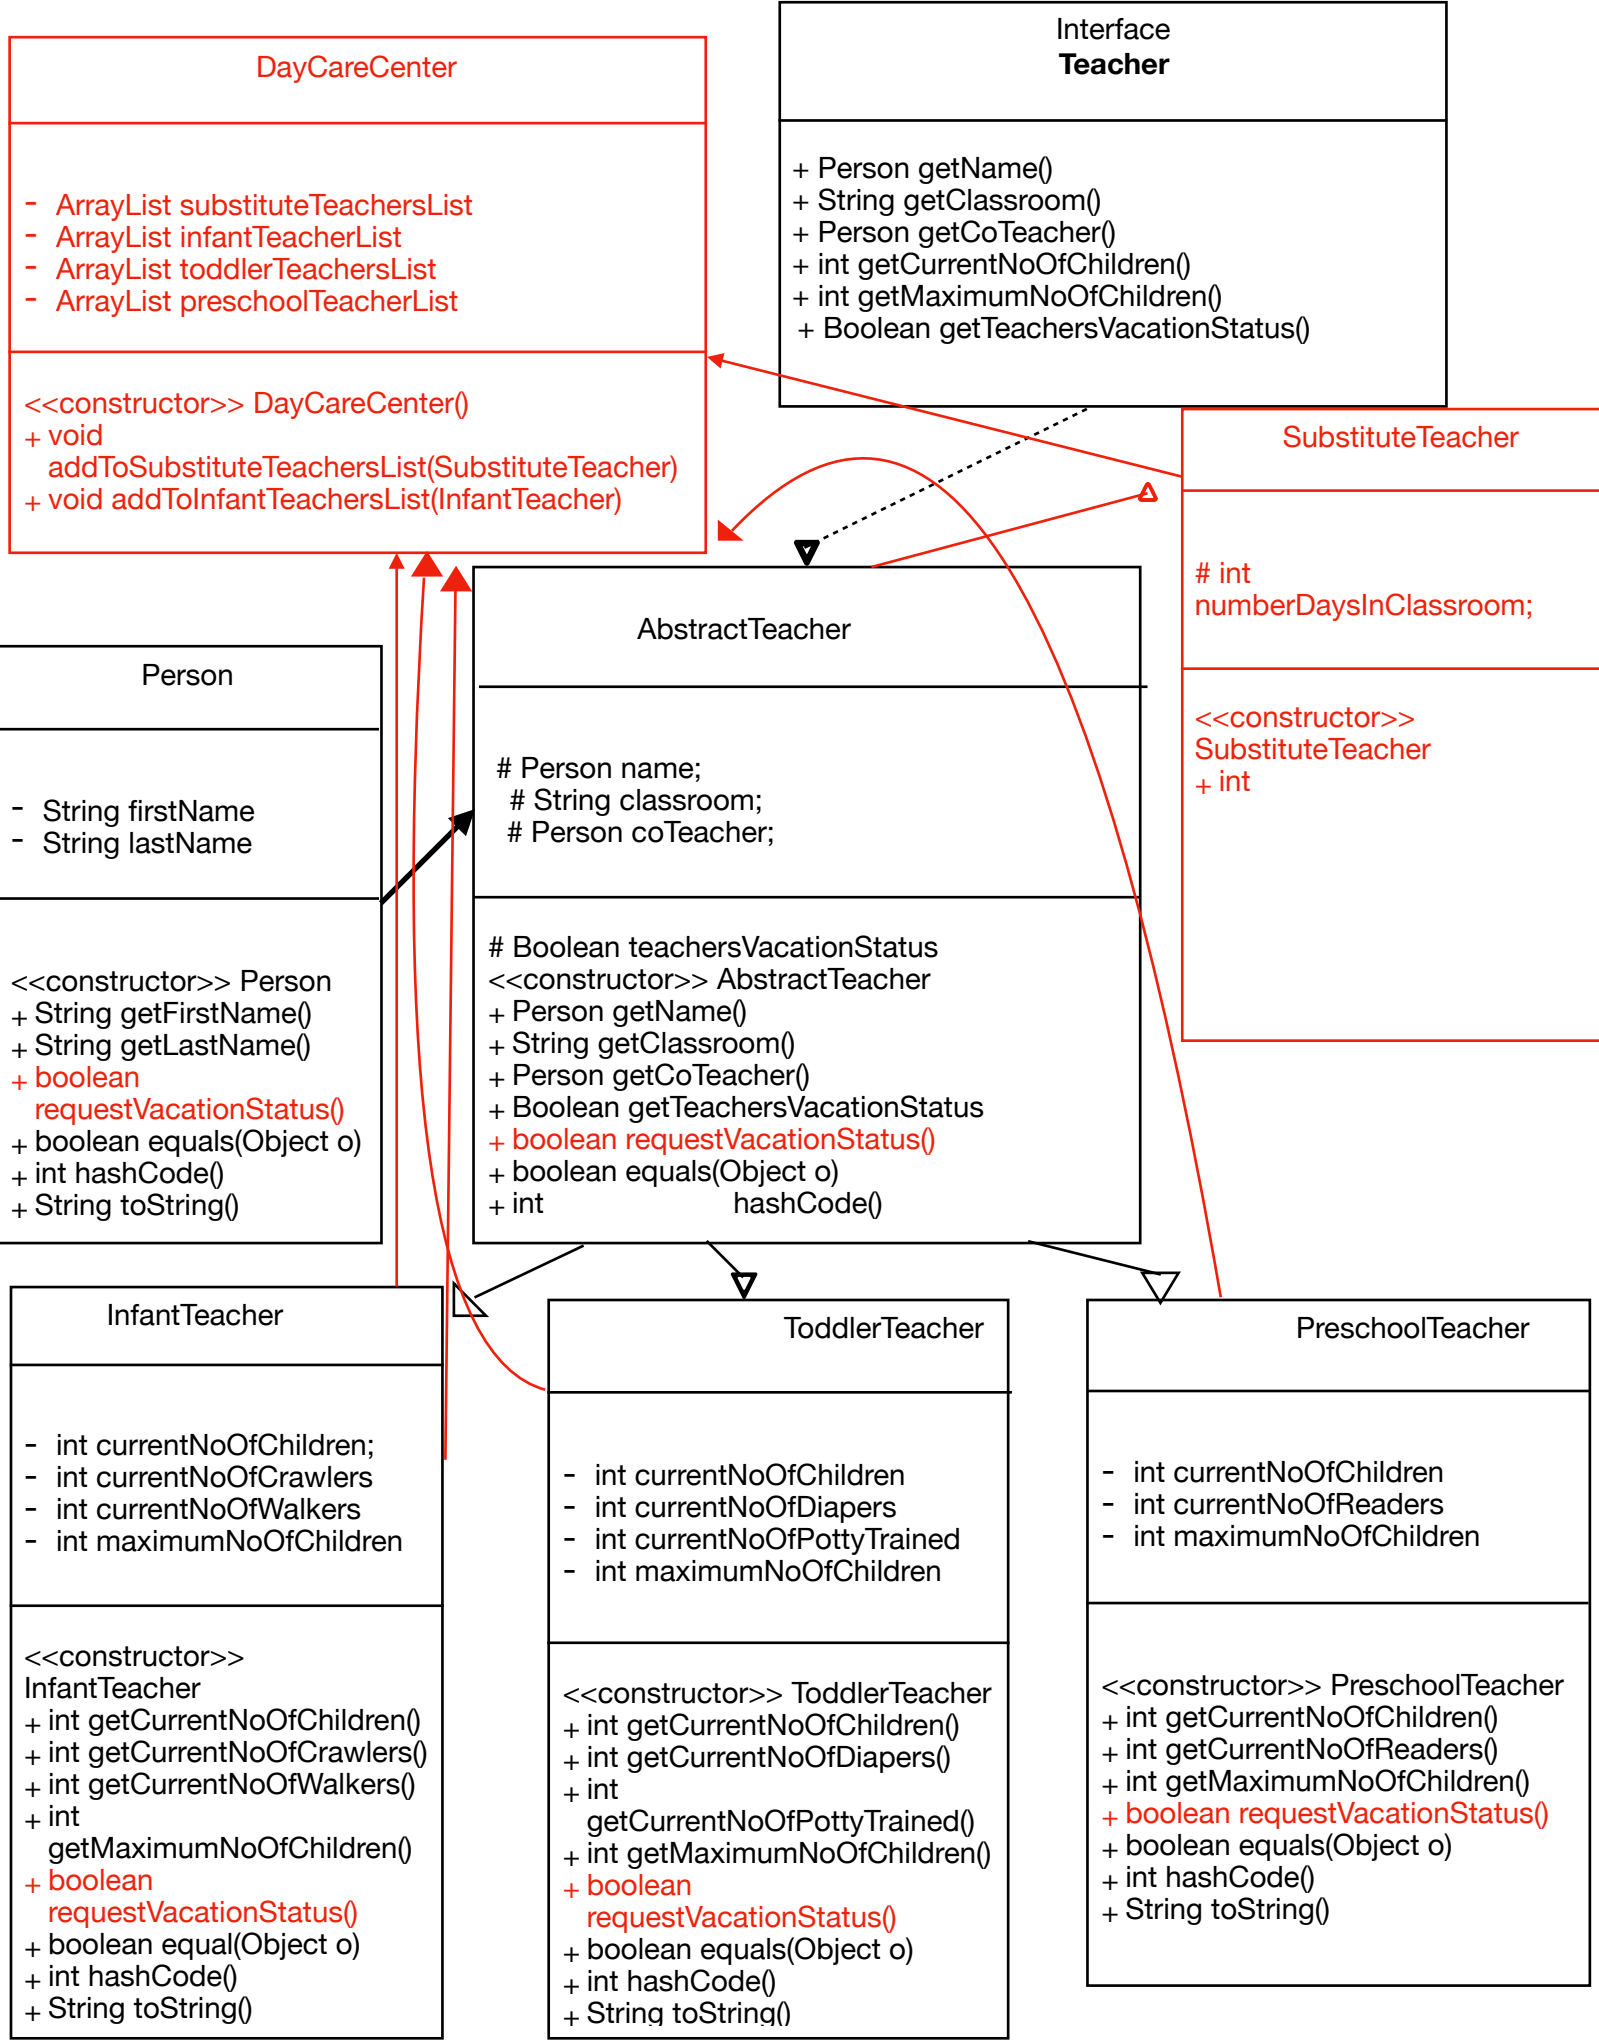 DayCareCenter
- ArrayList substituteTeachersList
- ArrayList infantTeacherList
- ArrayList toddlerTeachersList
- ArrayList preschoolTeacherList
<<constructor>> DayCareCenter()
+ void
addToSubstituteTeachersList(SubstituteTeacher)
+ void addToInfantTeachersList(InfantTeacher)
Interface
Teacher
+ Person getName()
+ String getClassroom()
+ Person getCoTeacher()
+ int getCurrentNoOfChildren()
+ int getMaximumNoOfChildren()
+ Boolean getTeachersVacationStatus()
SubstituteTeacher
# int
numberDaysInClassroom;
<<constructor>>
SubstituteTeacher
+ int
Person
- String firstName
- String lastName
<<constructor>> Person
+ String getFirstName()
+ String getLastName()
+ boolean
requestVacationStatus()
+ boolean equals(Object o)
+ int hashCode()
+ String toString()
AbstractTeacher
# Person name;
# String classroom;
# Person coTeacher;
# Boolean teachersVacationStatus
<<constructor>> AbstractTeacher
+ Person getName()
+ String getClassroom()
+ Person getCoTeacher()
+ Boolean getTeachersVacationStatus
+ boolean requestVacationStatus()
+ boolean equals(Object o)
+ int hashCode()
InfantTeacher
- int currentNoOfChildren;
- int currentNoOfCrawlers
- int currentNoOfWalkers
- int maximumNoOfChildren
<<constructor>>
InfantTeacher
+ int getCurrentNoOfChildren()
+ int getCurrentNoOfCrawlers()
+ int getCurrentNoOfWalkers()
+ int
getMaximumNoOfChildren()
+ boolean
requestVacationStatus()
+ boolean equal(Object o)
+ int hashCode()
+ String toString()
ToddlerTeacher
- int currentNoOfChildren
- int currentNoOfDiapers
- int currentNoOfPottyTrained
- int maximumNoOfChildren
<<constructor>> ToddlerTeacher
+ int getCurrentNoOfChildren()
+ int getCurrentNoOfDiapers()
+ int
getCurrentNoOfPottyTrained()
+ int getMaximumNoOfChildren()
+ boolean
requestVacationStatus()
+ boolean equals(Object o)
+ int hashCode()
+ String toString()
PreschoolTeacher
- int currentNoOfChildren
- int currentNoOfReaders
- int maximumNoOfChildren
<<constructor>> PreschoolTeacher
+ int getCurrentNoOfChildren()
+ int getCurrentNoOfReaders()
+ int getMaximumNoOfChildren()
+ boolean requestVacationStatus()
+ boolean equals(Object o)
+ int hashCode()
+ String toString()